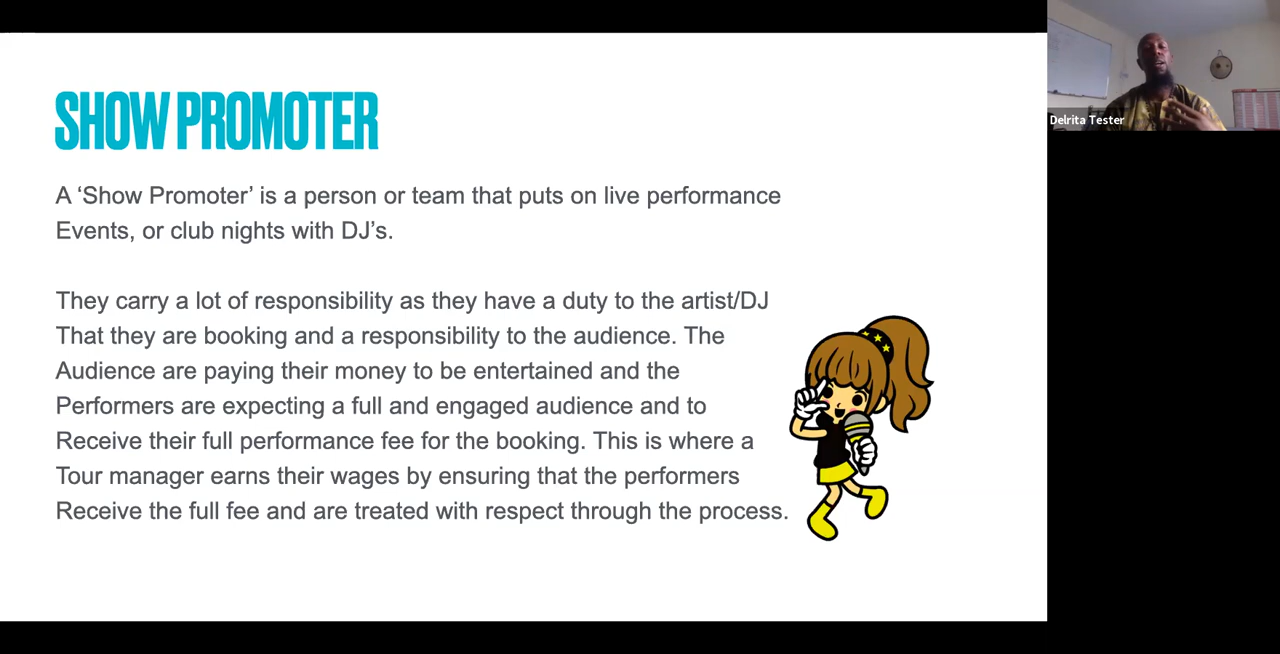 SHOW PROMOTER
A ‘Show Promoter’ is a person or team that puts on live performance
Events, or club nights with DJ’s.
They carry a lot of responsibility as they have a duty to the artist/DJ
That they are booking and a responsibility to the audience. The
Audience are paying their money to be entertained and the
Performers are expecting a full and engaged audience and to
Receive their full performance fee for the booking. This is where a
Tour manager earns their wages by ensuring that the performers
Receive the full fee and are treated with respect through the process.
Delrita Tester